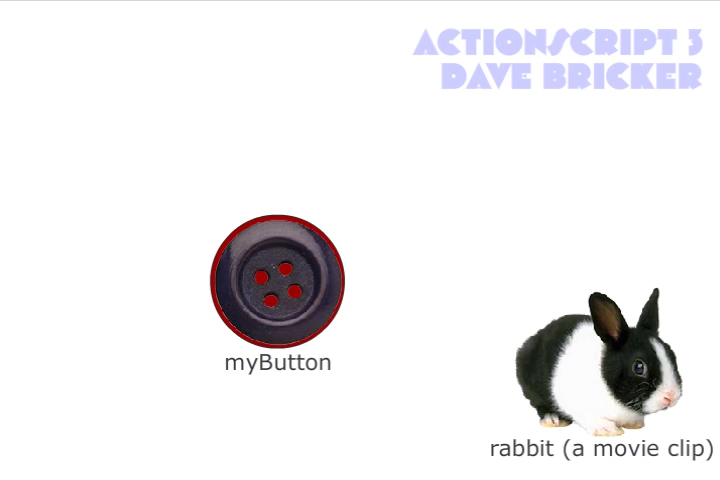 ACTIONSCRIPT 3
DAVE BRICKER
myButton
rabbit (a movie clip)